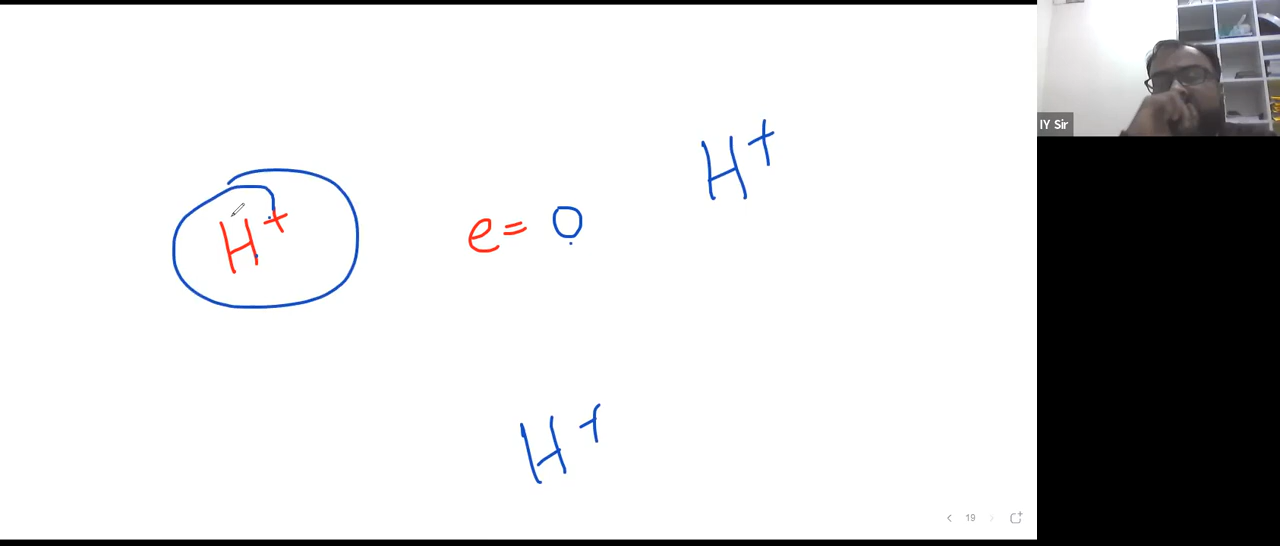 H⁺
IY Sir
H⁺ e = 0
H⁺
19